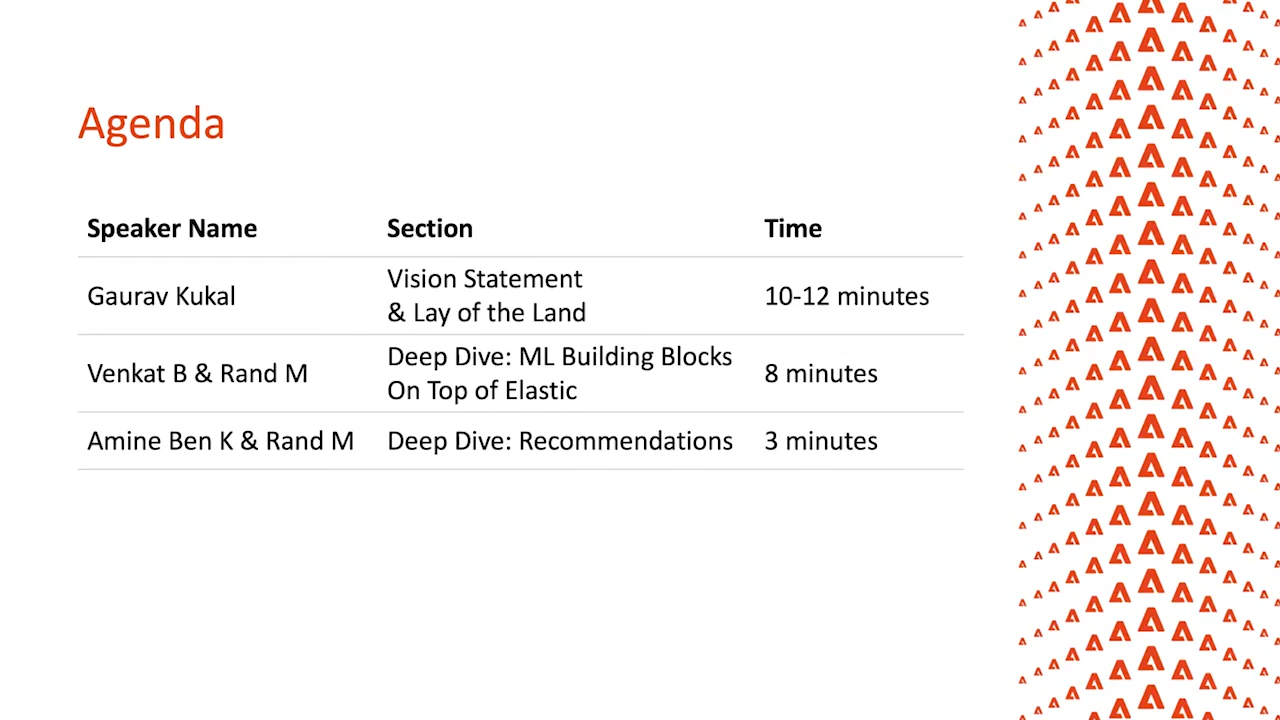 Agenda
Speaker Name Section Time
Gaurav Kukal Vision Statement
& Lay of the Land 10-12 minutes
Venkat B & Rand M Deep Dive: ML Building Blocks
On Top of Elastic 8 minutes
Amine Ben K & Rand M Deep Dive: Recommendations 3 minutes